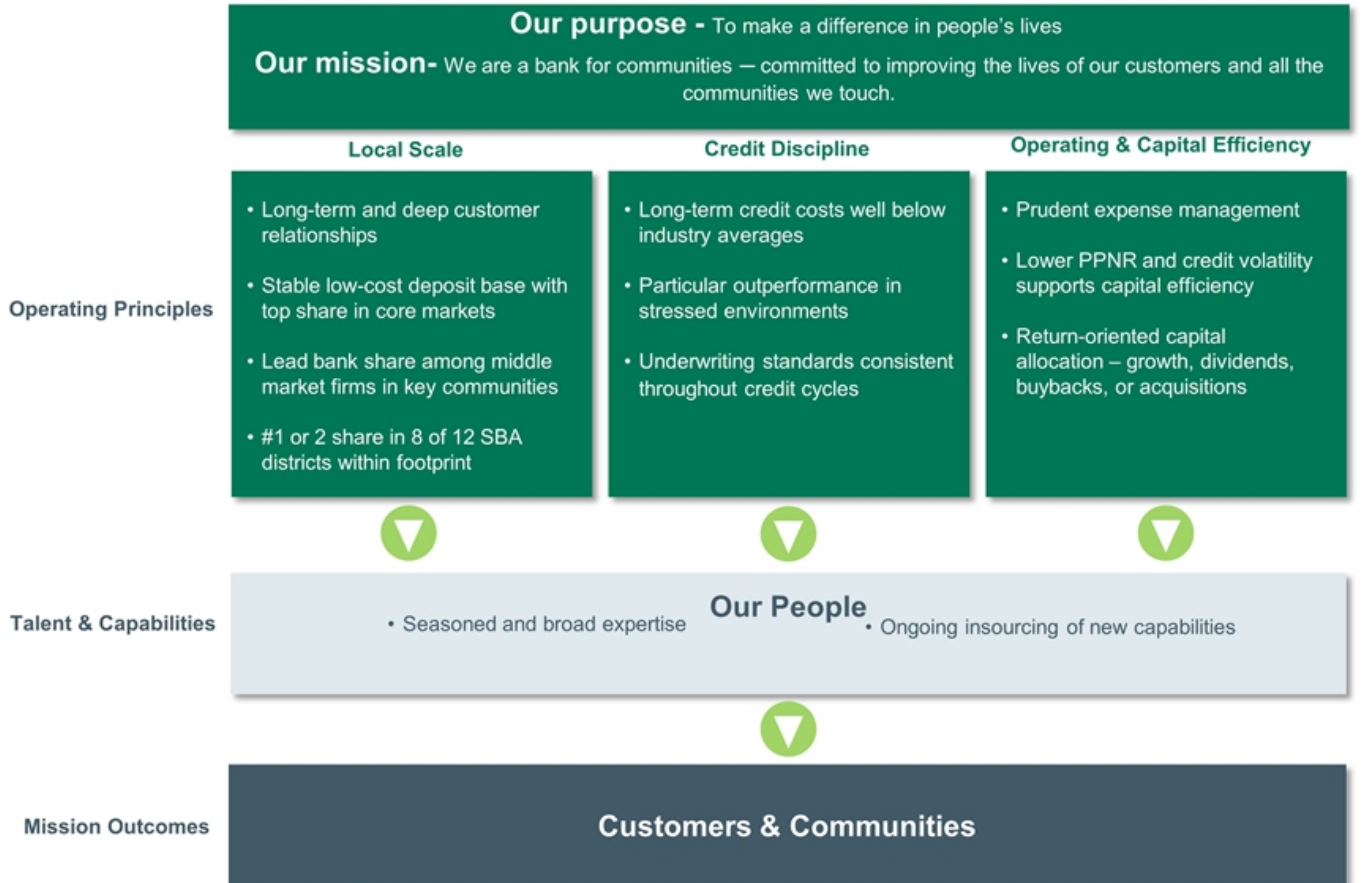 Our purpose - To make a difference in people's lives
Our mission- We are a bank for communities — committed to improving the lives of our customers and all the
communities we touch.
Local Scale
Credit Discipline
Operating & Capital Efficiency
Operating Principles
• Long-term and deep customer
relationships
• Stable low-cost deposit base with
top share in core markets
• Lead bank share among middle
market firms in key communities
• #1 or 2 share in 8 of 12 SBA
districts within footprint
• Long-term credit costs well below
industry averages
• Particular outperformance in
stressed environments
• Underwriting standards consistent
throughout credit cycles
• Prudent expense management
• Lower PPNR and credit volatility
supports capital efficiency
• Return-oriented capital
allocation – growth, dividends,
buybacks, or acquisitions
Talent & Capabilities
Our People
• Seasoned and broad expertise
• Ongoing insourcing of new capabilities
Mission Outcomes
Customers & Communities